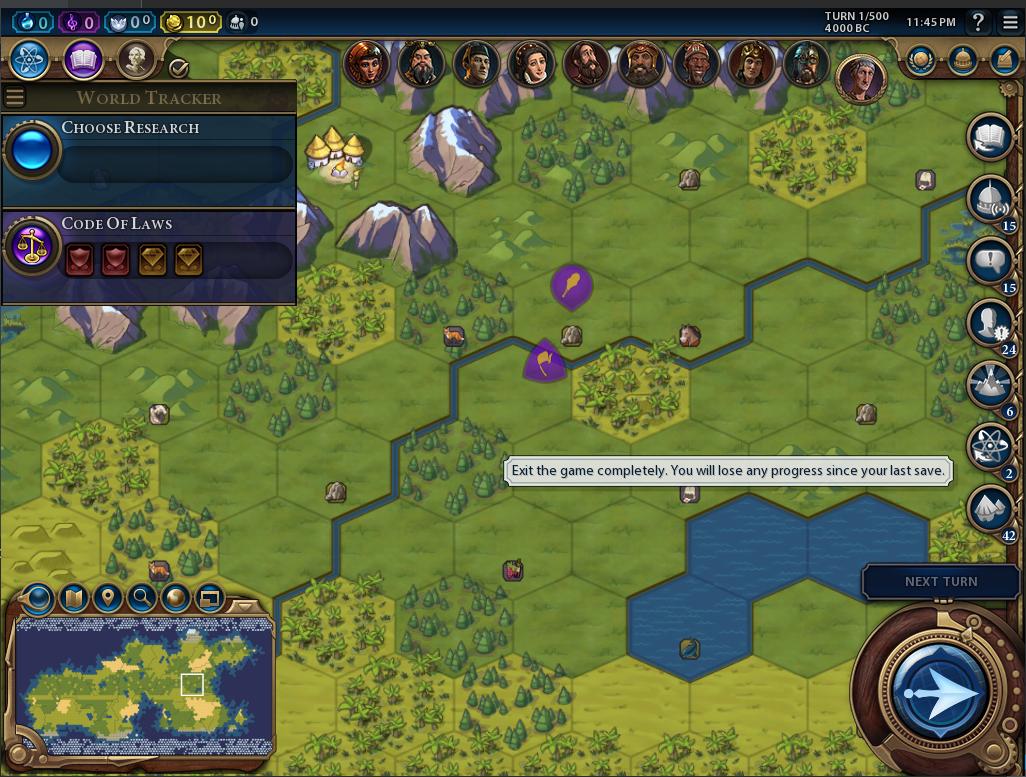 0 0 0 0 10 0 0
TURN 1/500
4000 BC
11:45 PM
?
WORLD TRACKER
CHOOSE RESEARCH
CODE OF LAWS
15
15
24
6
2
42
Exit the game completely. You will lose any progress since your last save.
NEXT TURN